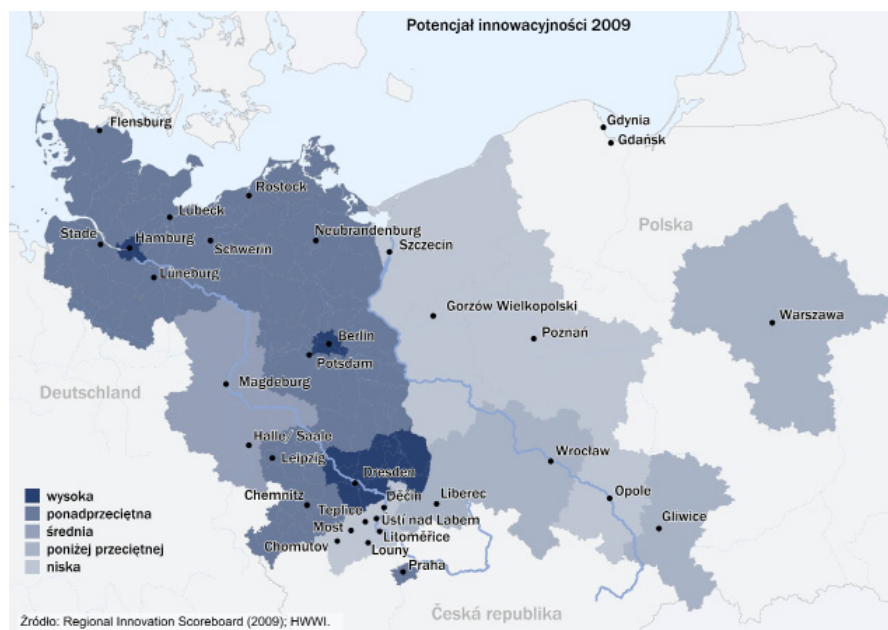 Potencjał innowacyjności 2009
Flensburg
Gdynia
Gdańsk
Rostock
Lübeck
Polska
Stade
Hamburg
Schwerin
Neubrandenburg
Szczecin
Lüneburg
Gorzów Wielkopolski
Warszawa
Berlin
Poznań
Potsdam
Deutschland
Magdeburg
Halle/ Saale
Leipzig
Wrocław
Dresden
Chemnitz
Děčín
Liberec
Opole
Teplice
Most
Ustí nad Labem
Gliwice
Litoměřice
Chomutov
Louny
Praha
Česká republika
wysoka
ponadprzeciętna
średnia
poniżej przeciętnej
niska
Źródło: Regional Innovation Scoreboard (2009); HWWI.